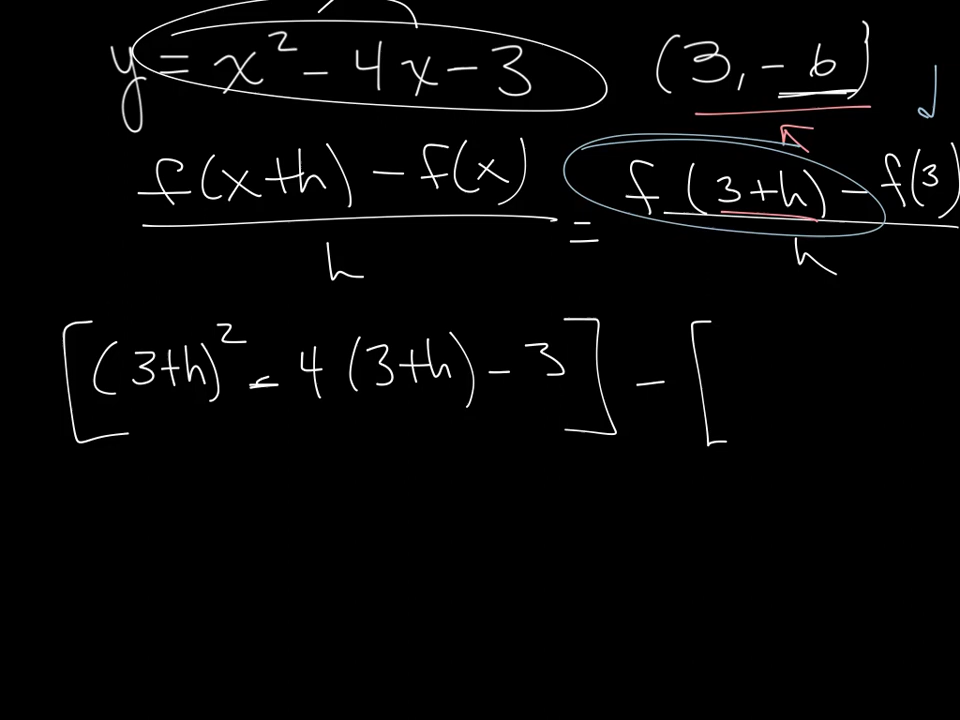 y = x² - 4x - 3 (3, -6)
f(x+h) - f(x) / h = f(3+h) - f(3) / h
[(3+h)² - 4(3+h) - 3] - [